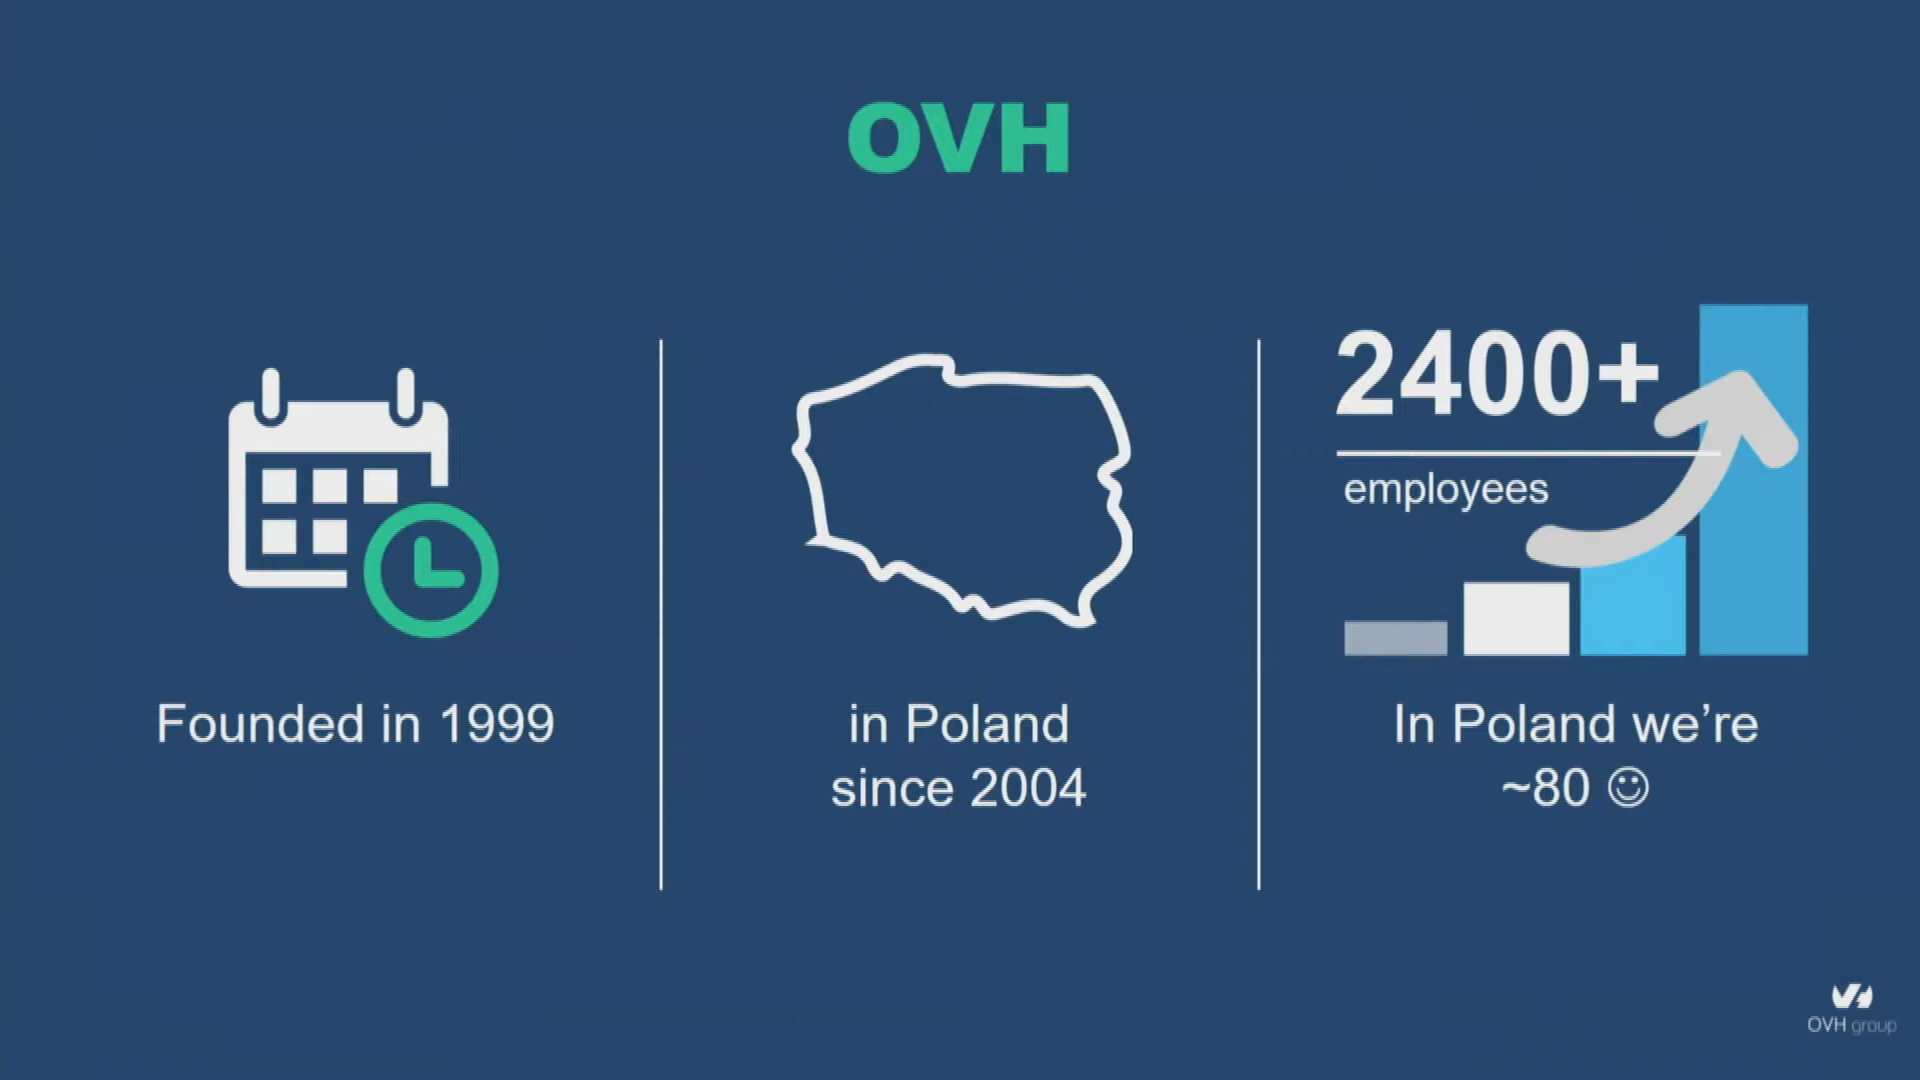 OVH
Founded in 1999
in Poland
since 2004
2400+
employees
In Poland we’re
~80 ☺
OVH group